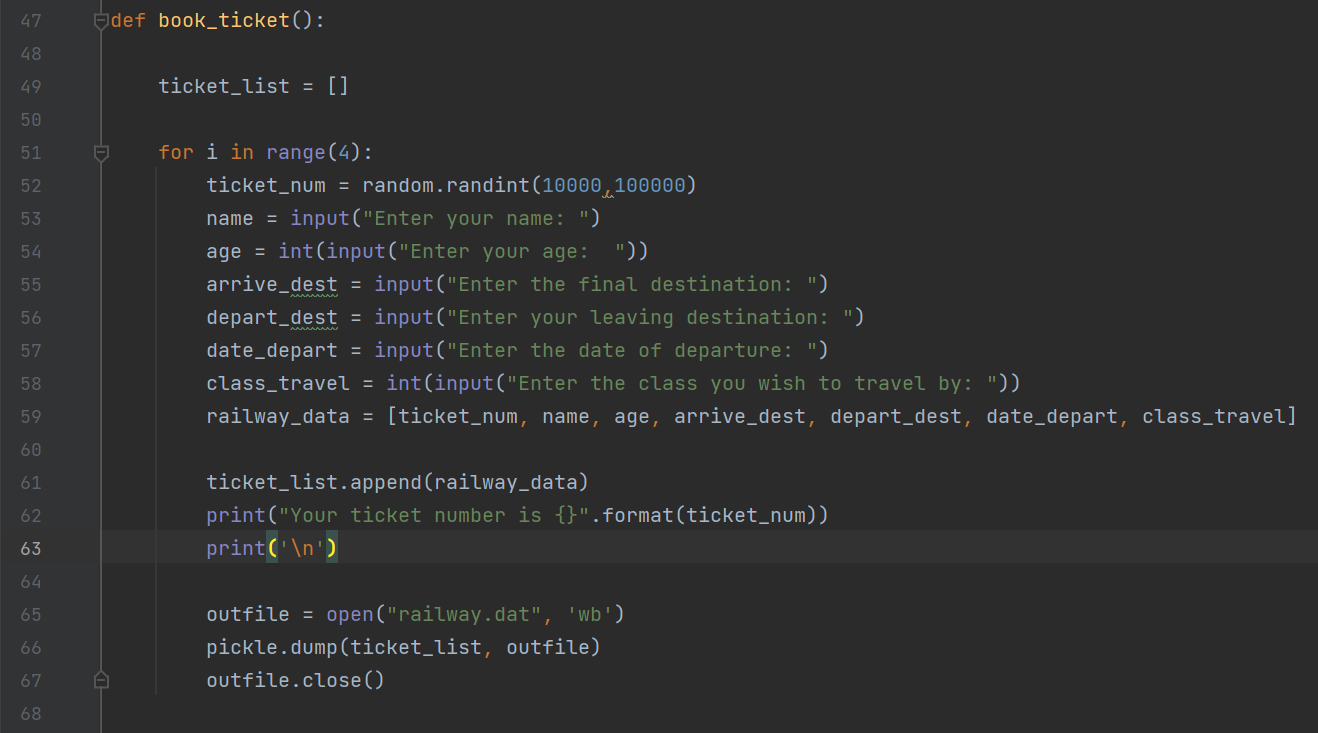 47 def book_ticket():
48
49     ticket_list = []
50
51     for i in range(4):
52         ticket_num = random.randint(10000,100000)
53         name = input("Enter your name: ")
54         age = int(input("Enter your age:  "))
55         arrive_dest = input("Enter the final destination: ")
56         depart_dest = input("Enter your leaving destination: ")
57         date_depart = input("Enter the date of departure: ")
58         class_travel = int(input("Enter the class you wish to travel by: "))
59         railway_data = [ticket_num, name, age, arrive_dest, depart_dest, date_depart, class_travel]
60
61         ticket_list.append(railway_data)
62         print("Your ticket number is {}".format(ticket_num))
63         print('\n')
64
65         outfile = open("railway.dat", 'wb')
66         pickle.dump(ticket_list, outfile)
67         outfile.close()
68